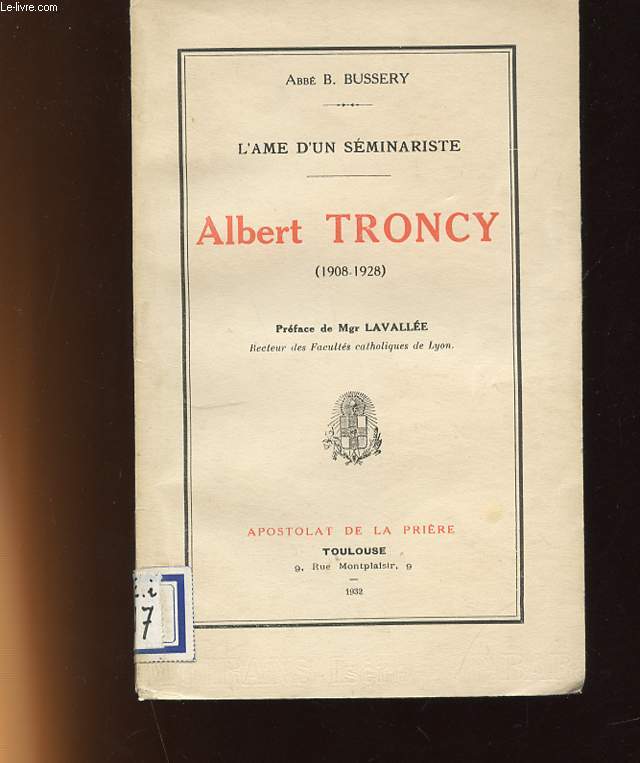 Le-livre.com
ABBÉ B. BUSSERY
L'AME D'UN SÉMINARISTE
Albert TRONCY
(1908-1928)
Préface de Mgr LAVALLÉE
Recteur des Facultés catholiques de Lyon.
APOSTOLAT DE LA PRIÈRE
TOULOUSE
9, Rue Montplaisir, 9
1932
7